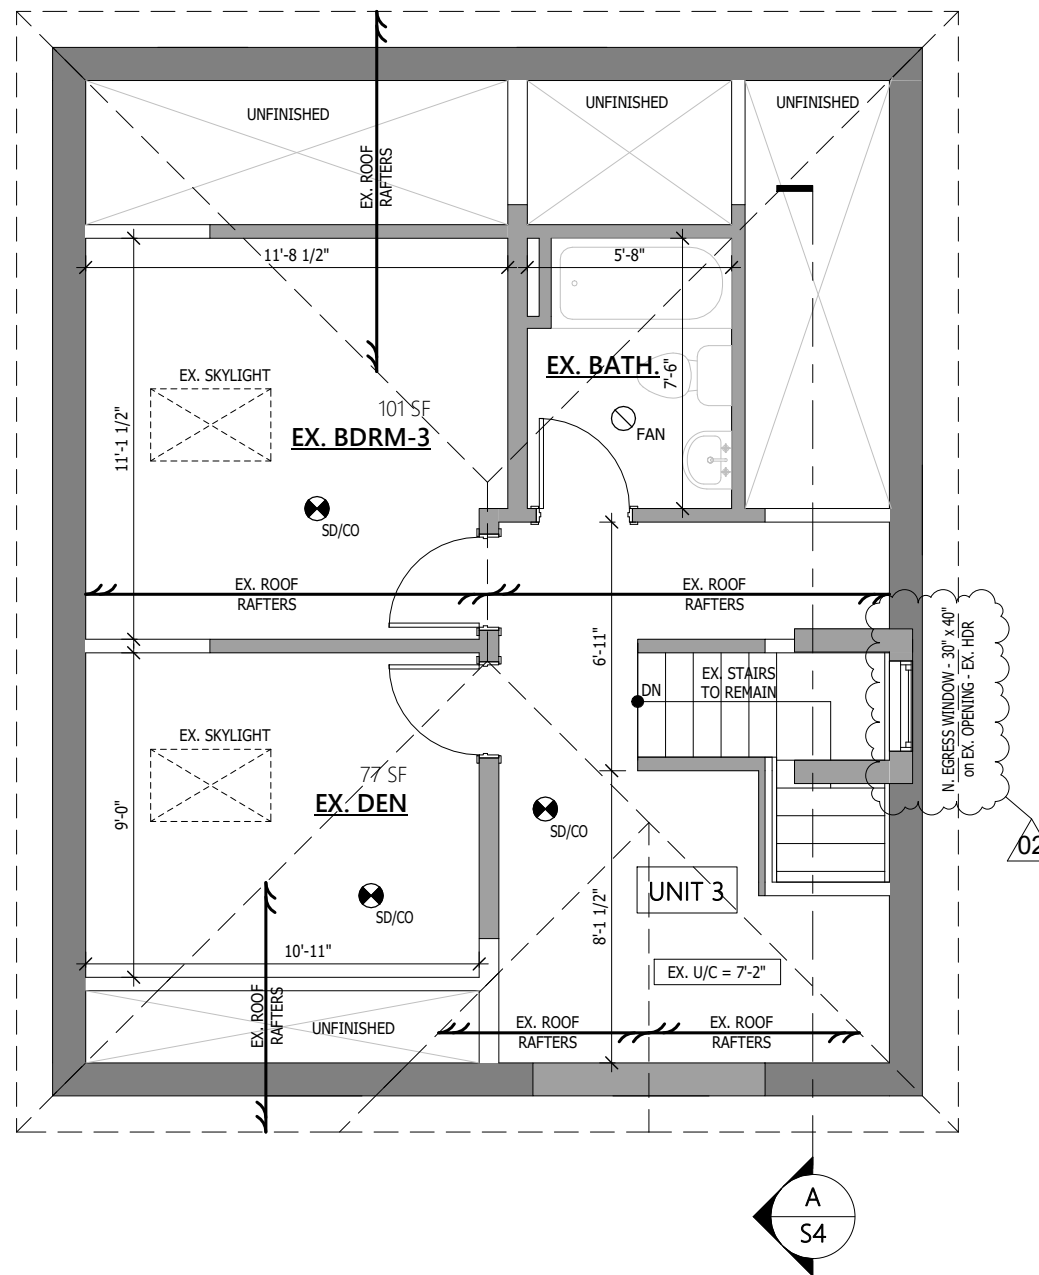 UNFINISHED
UNFINISHED
UNFINISHED
EX. ROOF
RAFTERS
11'-8 1/2"
5'-8"
EX. SKYLIGHT
101 SF
EX. BDRM-3
11'-1 1/2"
EX. BATH.
7'-6"
FAN
SD/CO
EX. ROOF
RAFTERS
EX. ROOF
RAFTERS
6'-11"
EX. STAIRS
TO REMAIN
DN
N. EGRESS WINDOW - 30" x 40"
on EX. OPENING - EX. HDR
02
EX. SKYLIGHT
77 SF
EX. DEN
9'-0"
SD/CO
SD/CO
UNIT 3
8'-1 1/2"
10'-11"
EX. U/C = 7'-2"
EX. ROOF
RAFTERS
UNFINISHED
EX. ROOF
RAFTERS
EX. ROOF
RAFTERS
A
S4